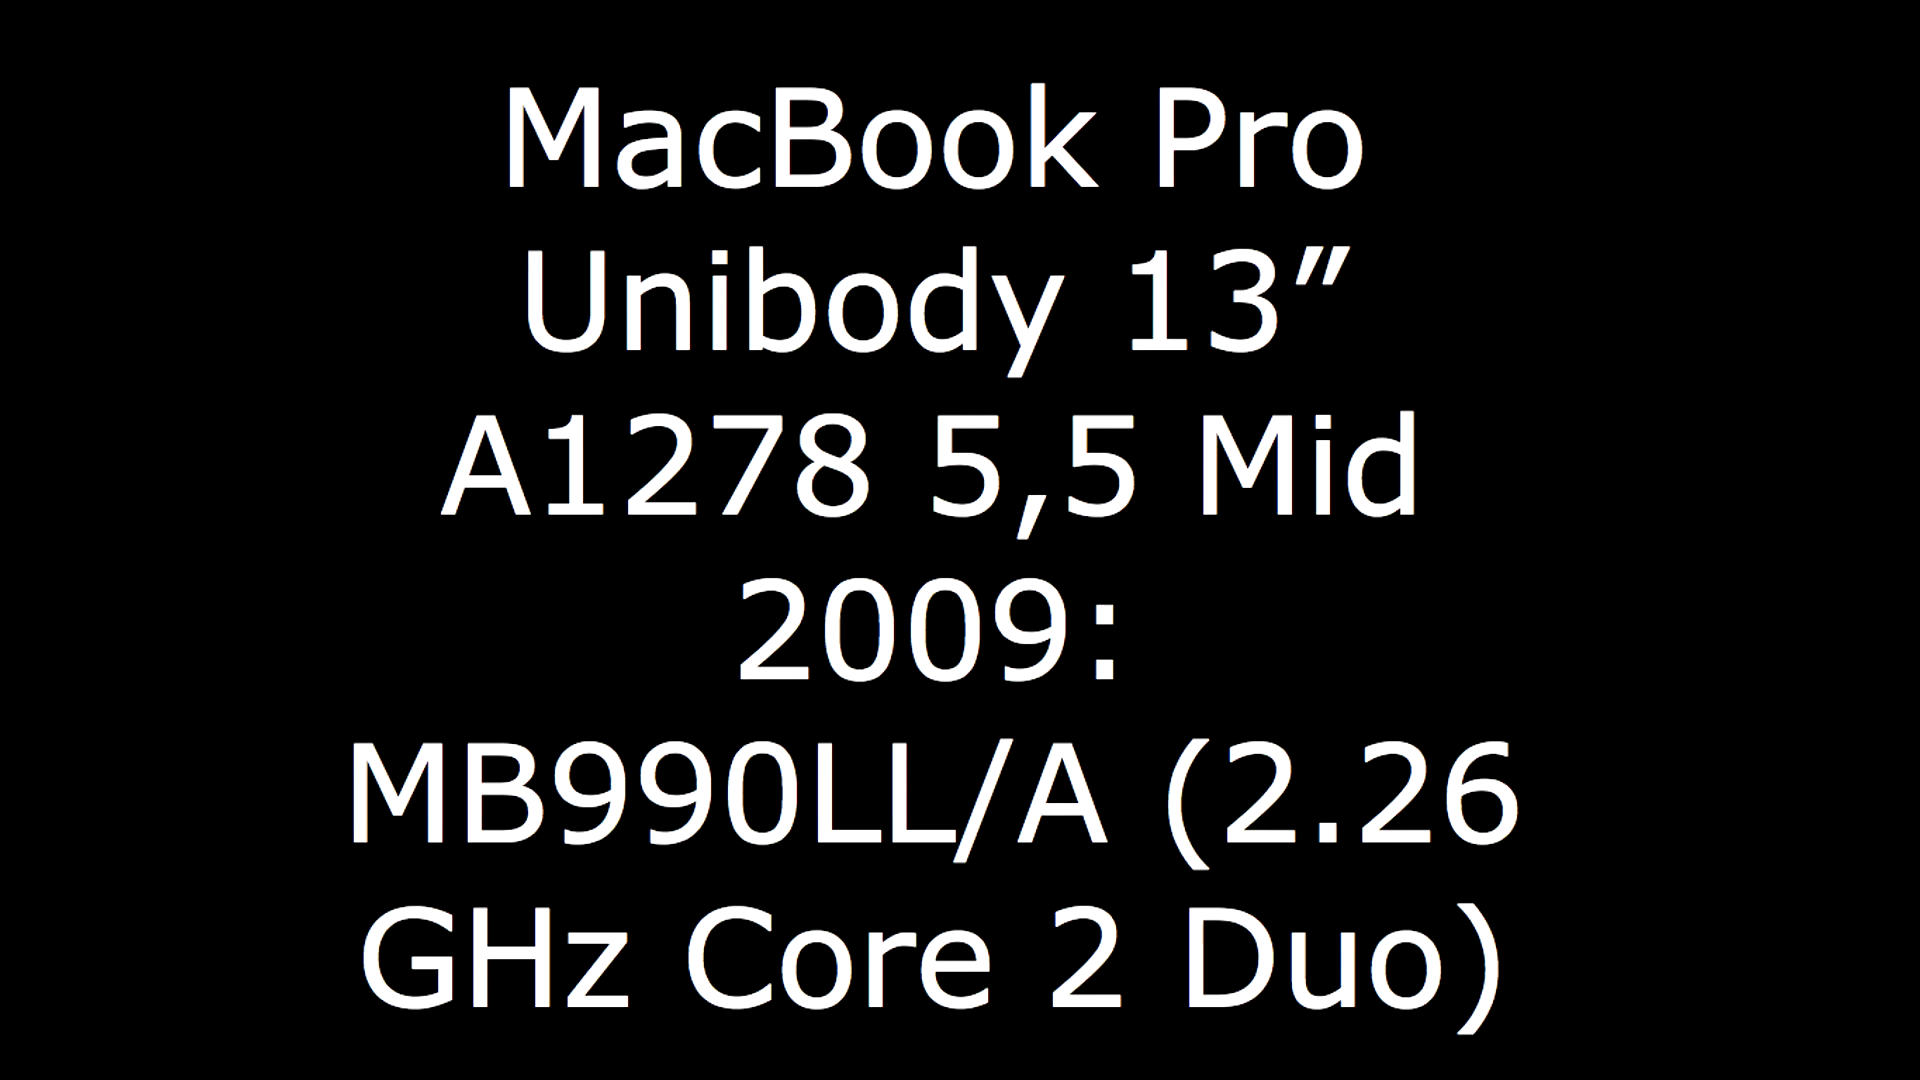 MacBook Pro
Unibody 13”
A1278 5,5 Mid
2009:
MB990LL/A (2.26
GHz Core 2 Duo)